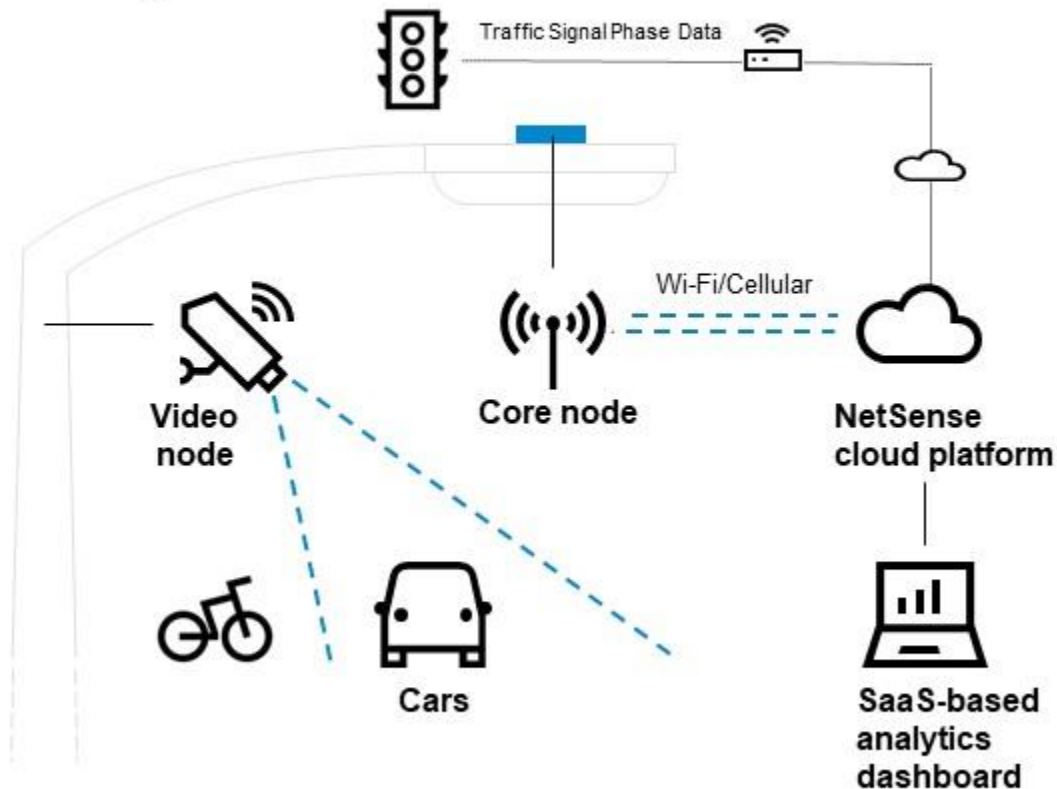 Traffic Signal Phase Data
Wi-Fi/Cellular
Video
node
Core node
NetSense
cloud platform
Cars
SaaS-based
analytics
dashboard